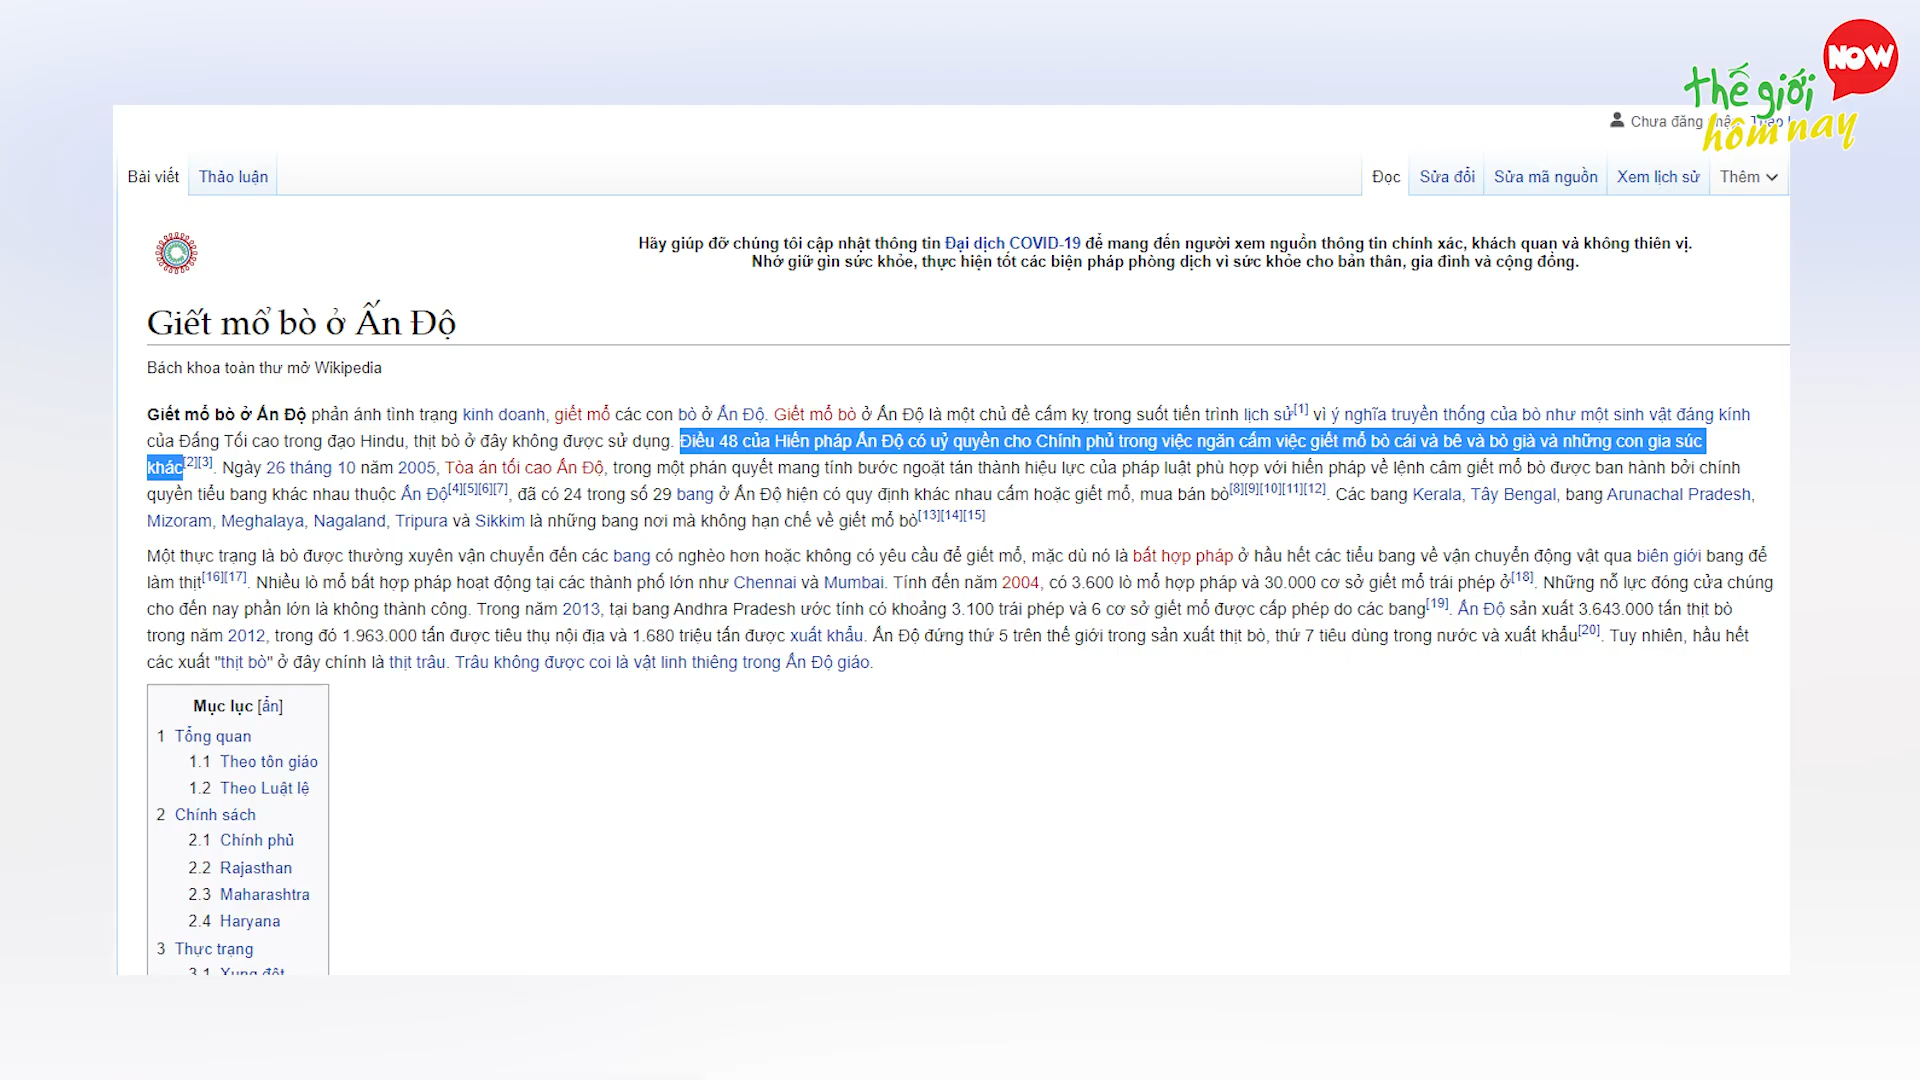 NOW
thế giới
hôm nay
Chưa đăng
Bài viết
Thảo luận
Đọc
Sửa đổi
Sửa mã nguồn
Xem lịch sử
Thêm
Hãy giúp đỡ chúng tôi cập nhật thông tin Đại dịch COVID-19 để mang đến người xem nguồn thông tin chính xác, khách quan và không thiên vị.
Nhớ giữ gìn sức khỏe, thực hiện tốt các biện pháp phòng dịch vì sức khỏe cho bản thân, gia đình và cộng đồng.
Giết mổ bò ở Ấn Độ
Bách khoa toàn thư mở Wikipedia
Giết mổ bò ở Ấn Độ phản ánh tình trạng kinh doanh, giết mổ các con bò ở Ấn Độ. Giết mổ bò ở Ấn Độ là một chủ đề cấm kỵ trong suốt tiến trình lịch sử[1] vì ý nghĩa truyền thống của bò như một sinh vật đáng kính
của Đấng Tối cao trong đạo Hindu, thịt bò ở đây không được sử dụng. Điều 48 của Hiến pháp Ấn Độ có uỷ quyền cho Chính phủ trong việc ngăn cấm việc giết mổ bò cái và bê và bò già và những con gia súc
khác[2][3]. Ngày 26 tháng 10 năm 2005, Tòa án tối cao Ấn Độ, trong một phán quyết mang tính bước ngoặt tán thành hiệu lực của pháp luật phù hợp với hiến pháp về lệnh câm giết mổ bò được ban hành bởi chính
quyền tiểu bang khác nhau thuộc Ấn Độ[4][5][6][7], đã có 24 trong số 29 bang ở Ấn Độ hiện có quy định khác nhau cấm hoặc giết mổ, mua bán bò[8][9][10][11][12]. Các bang Kerala, Tây Bengal, bang Arunachal Pradesh,
Mizoram, Meghalaya, Nagaland, Tripura và Sikkim là những bang nơi mà không hạn chế về giết mổ bò[13][14][15]
Một thực trạng là bò được thường xuyên vận chuyển đến các bang có nghèo hơn hoặc không có yêu cầu để giết mổ, mặc dù nó là bất hợp pháp ở hầu hết các tiểu bang về vận chuyển động vật qua biên giới bang để
làm thịt[16][17]. Nhiều lò mổ bất hợp pháp hoạt động tại các thành phố lớn như Chennai và Mumbai. Tính đến năm 2004, có 3.600 lò mổ hợp pháp và 30.000 cơ sở giết mổ trái phép ở[18]. Những nỗ lực đóng cửa chúng
cho đến nay phần lớn là không thành công. Trong năm 2013, tại bang Andhra Pradesh ước tính có khoảng 3.100 trái phép và 6 cơ sở giết mổ được cấp phép do các bang[19]. Ấn Độ sản xuất 3.643.000 tấn thịt bò
trong năm 2012, trong đó 1.963.000 tấn được tiêu thụ nội địa và 1.680 triệu tấn được xuất khẩu. Ấn Độ đứng thứ 5 trên thế giới trong sản xuất thịt bò, thứ 7 tiêu dùng trong nước và xuất khẩu[20]. Tuy nhiên, hầu hết
các xuất "thịt bò" ở đây chính là thịt trâu. Trâu không được coi là vật linh thiêng trong Ấn Độ giáo.
Mục lục [ẩn]
1 Tổng quan
1.1 Theo tôn giáo
1.2 Theo Luật lệ
2 Chính sách
2.1 Chính phủ
2.2 Rajasthan
2.3 Maharashtra
2.4 Haryana
3 Thực trạng
3.1 Xung đột